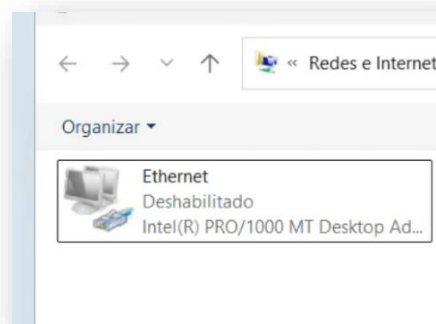 « Redes e Internet
Organizar
Ethernet
Deshabilitado
Intel(R) PRO/1000 MT Desktop Ad...